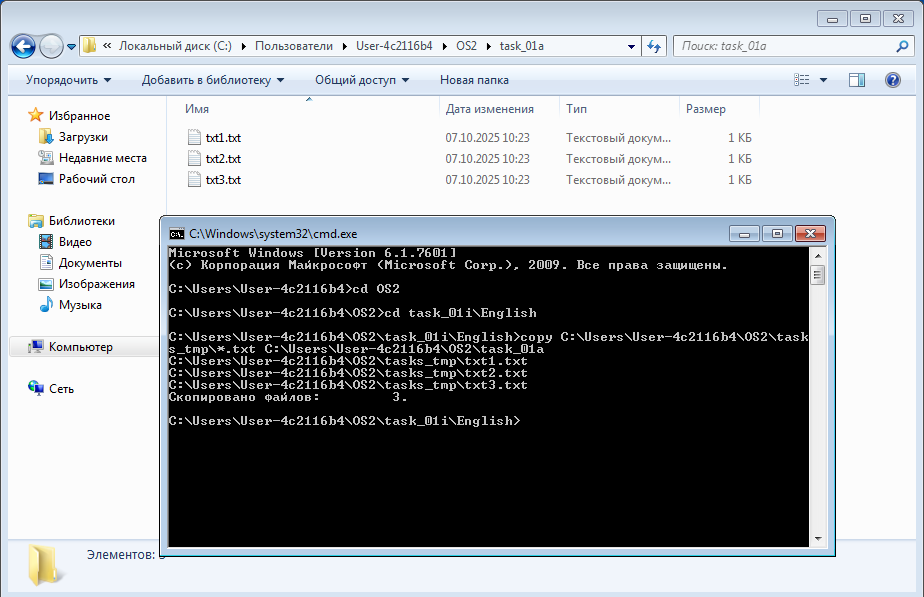 « Локальный диск (C:) ▸ Пользователи ▸ User-4c2116b4 ▸ OS2 ▸ task_01a
Поиск: task_01a
Упорядочить Добавить в библиотеку Общий доступ Новая папка
Избранное
Загрузки
Недавние места
Рабочий стол
Библиотеки
Видео
Документы
Изображения
Музыка
Компьютер
Сеть
Имя Дата изменения Тип Размер
txt1.txt 07.10.2025 10:23 Текстовый докум... 1 КБ
txt2.txt 07.10.2025 10:23 Текстовый докум... 1 КБ
txt3.txt 07.10.2025 10:23 Текстовый докум... 1 КБ
C:\Windows\system32\cmd.exe
Microsoft Windows [Version 6.1.7601]
(c) Корпорация Майкрософт (Microsoft Corp.), 2009. Все права защищены.
C:\Users\User-4c2116b4>cd OS2
C:\Users\User-4c2116b4\OS2>cd task_01i\English
C:\Users\User-4c2116b4\OS2\task_01i\English>copy C:\Users\User-4c2116b4\OS2\task
s_tmp\*.txt C:\Users\User-4c2116b4\OS2\task_01a
C:\Users\User-4c2116b4\OS2\tasks_tmp\txt1.txt
C:\Users\User-4c2116b4\OS2\tasks_tmp\txt2.txt
C:\Users\User-4c2116b4\OS2\tasks_tmp\txt3.txt
Скопировано файлов: 3.
C:\Users\User-4c2116b4\OS2\task_01i\English>
Элементов: